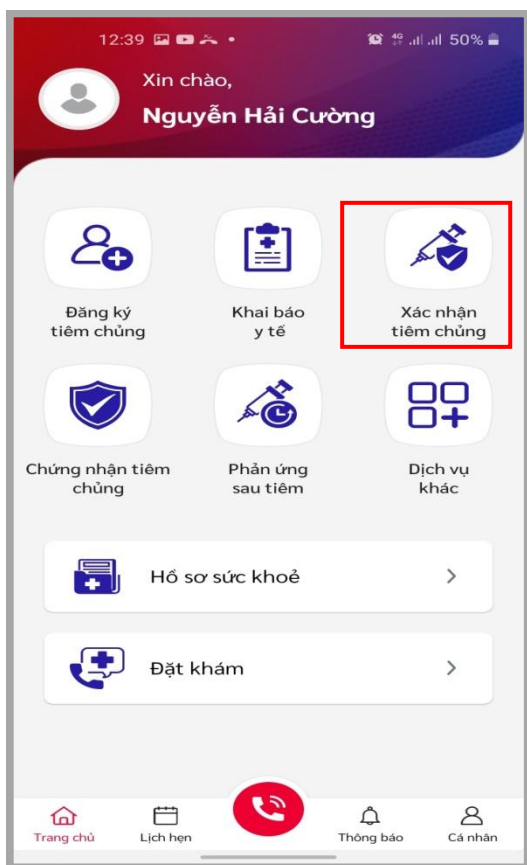 12:39
4G
50%
Xin chào,
Nguyễn Hải Cường
Đăng ký
tiêm chủng
Khai báo
y tế
Xác nhận
tiêm chủng
Chứng nhận tiêm
chủng
Phản ứng
sau tiêm
Dịch vụ
khác
Hồ sơ sức khoẻ
Đặt khám
Trang chủ
Lịch hẹn
Thông báo
Cá nhân